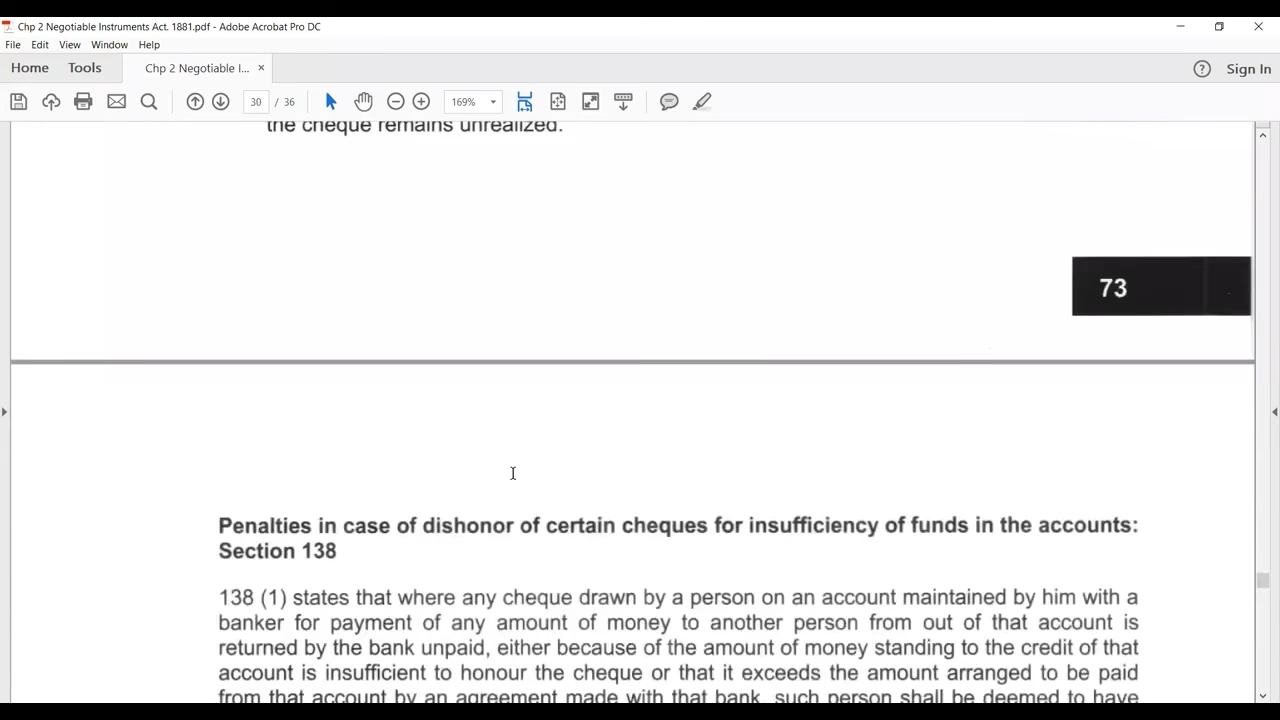 Chp 2 Negotiable Instruments Act. 1881.pdf - Adobe Acrobat Pro DC
File Edit View Window Help
Home Tools Chp 2 Negotiable I... × Sign In
30 / 36 169%
the cheque remains unrealized.
73
Penalties in case of dishonor of certain cheques for insufficiency of funds in the accounts:
Section 138
138 (1) states that where any cheque drawn by a person on an account maintained by him with a
banker for payment of any amount of money to another person from out of that account is
returned by the bank unpaid, either because of the amount of money standing to the credit of that
account is insufficient to honour the cheque or that it exceeds the amount arranged to be paid
from that account by an agreement made with that bank, such person shall be deemed to have